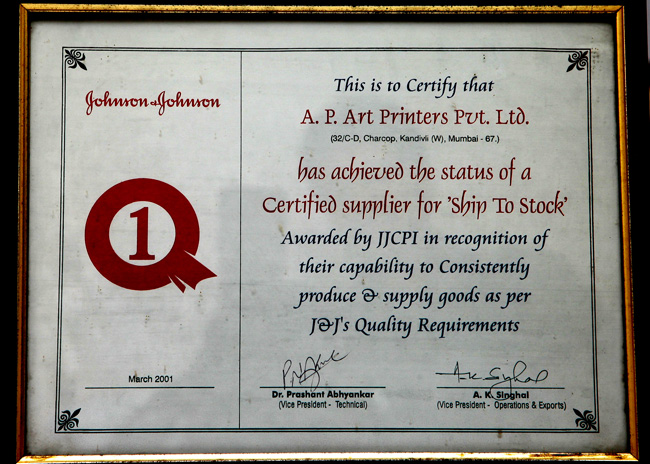 Johnson & Johnson
1
March 2001
This is to Certify that
A. P. Art Printers Pvt. Ltd.
(32/C-D, Charcop, Kandivli (W), Mumbai - 67.)
has achieved the status of a
Certified supplier for 'Ship To Stock'
Awarded by JJCPI in recognition of
their capability to Consistently
produce & supply goods as per
J&J's Quality Requirements
A.K. Singhal
Dr. Prashant Abhyankar
(Vice President - Technical)
A. K. Singhal
(Vice President - Operations & Exports)